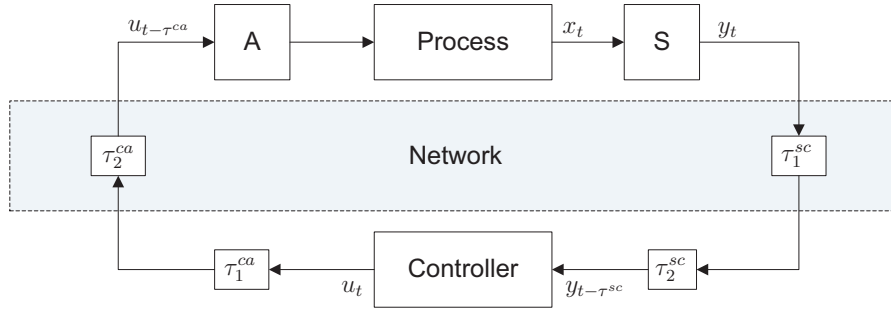 u_{t−τ^{ca}} A Process x_t S y_t
τ_2^{ca} Network τ_1^{sc}
τ_1^{ca} u_t Controller y_{t−τ^{sc}} τ_2^{sc}